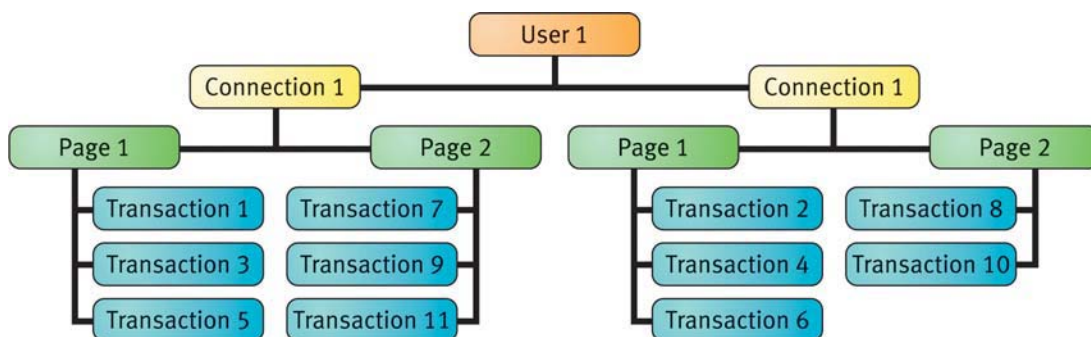 User 1
Connection 1
Connection 1
Page 1
Page 2
Page 1
Page 2
Transaction 1
Transaction 7
Transaction 2
Transaction 8
Transaction 3
Transaction 9
Transaction 4
Transaction 10
Transaction 5
Transaction 11
Transaction 6